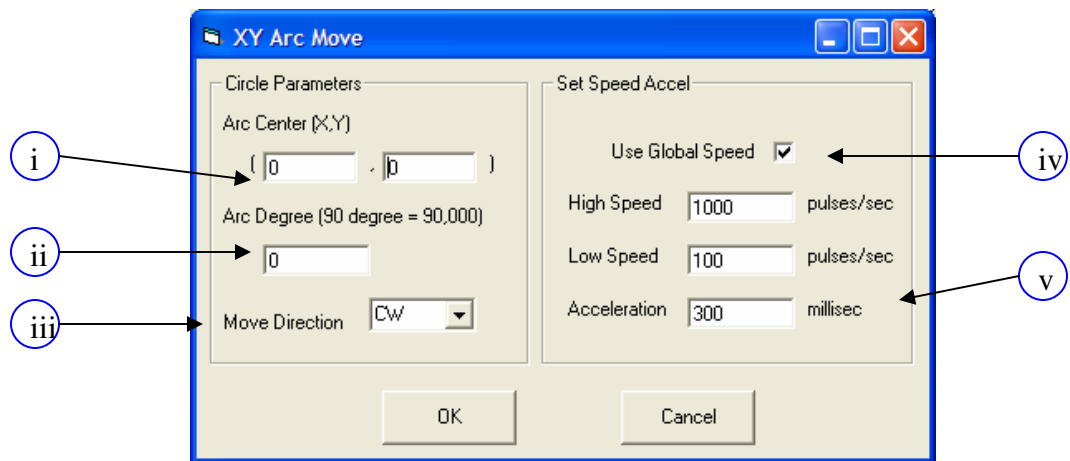 XY Arc Move
Circle Parameters
Arc Center (X,Y)
( 0 , 0 )
Arc Degree (90 degree = 90,000)
0
Move Direction CW
Set Speed Accel
Use Global Speed
High Speed 1000 pulses/sec
Low Speed 100 pulses/sec
Acceleration 300 millisec
OK Cancel
i
ii
iii
iv
v